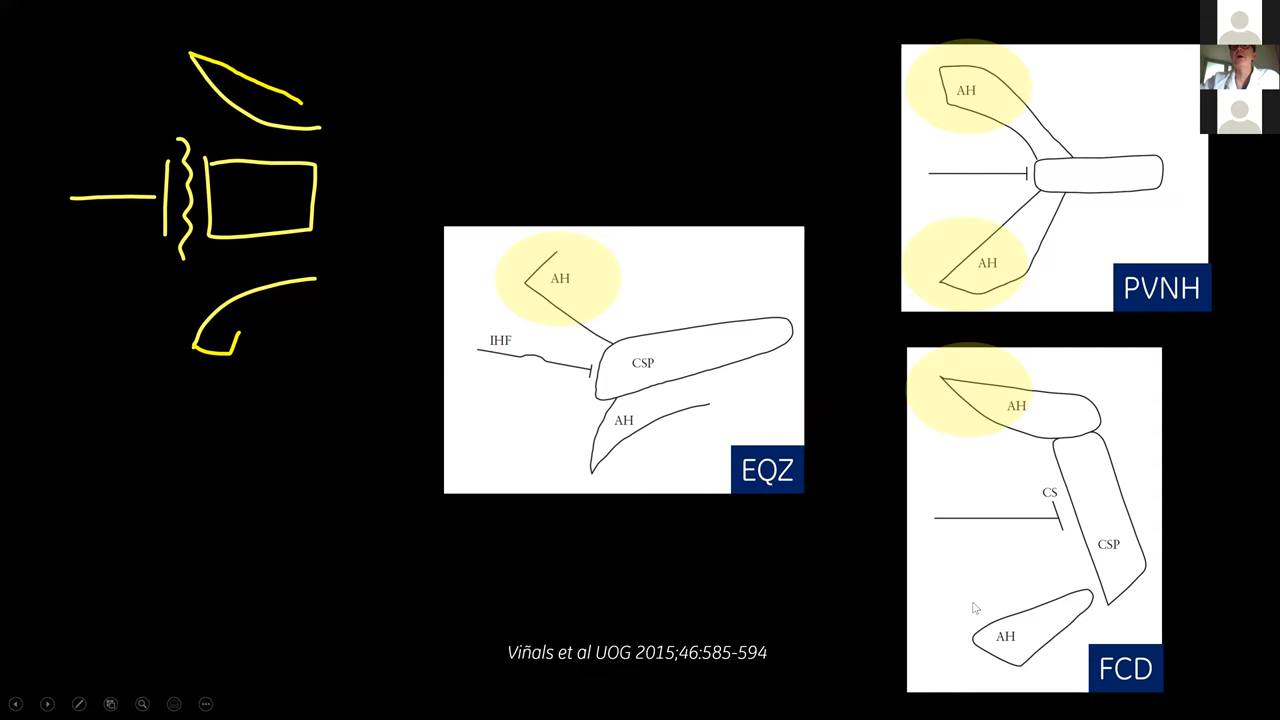 AH
IHF
CSP
AH
EQZ
AH
AH
PVNH
AH
CS
CSP
AH
FCD
Viñals et al UOG 2015;46:585-594